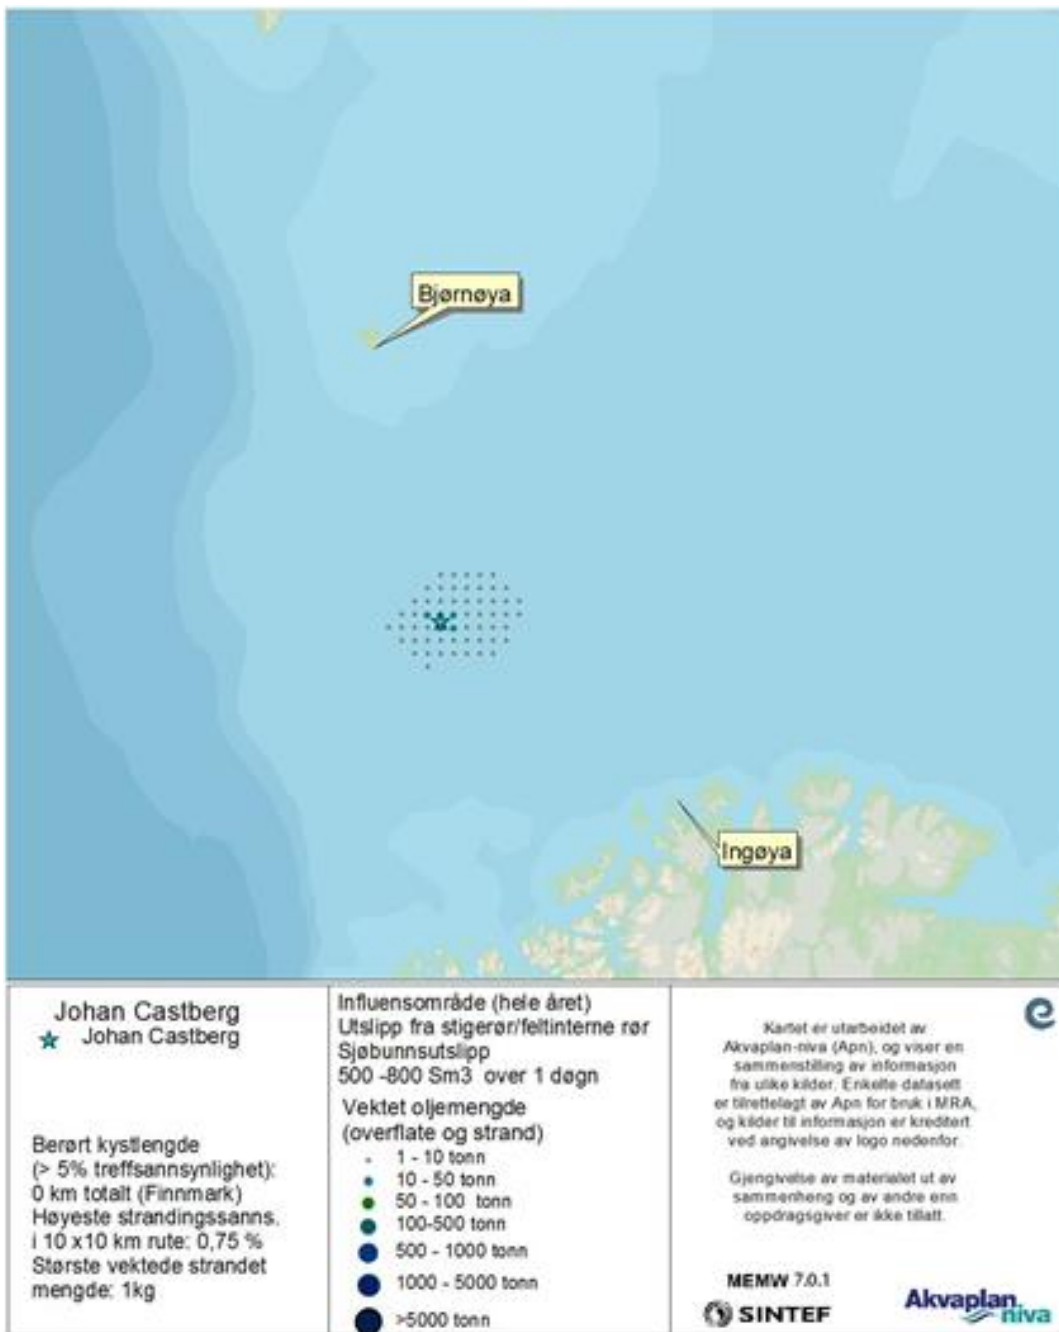 Bjørnøya
Ingøya
Johan Castberg
Johan Castberg
Berørt kystlengde
(> 5% treffsannsynlighet):
0 km totalt (Finnmark)
Høyeste strandingssanns.
i 10 x10 km rute: 0,75 %
Største vektede strandet
mengde: 1kg
Influensområde (hele året)
Utslipp fra stigerør/feltinterne rør
Sjøbunnsutslipp
500 -800 Sm3 over 1 døgn
Vektet oljemengde
(overflate og strand)
1 - 10 tonn
10 - 50 tonn
50 - 100 tonn
100-500 tonn
500 - 1000 tonn
1000 - 5000 tonn
>5000 tonn
Kartet er utarbeidet av
Akvaplan-niva (Apn), og viser en
sammenstilling av informasjon
fra ulike kilder. Enkelte datasett
er tilrettelagt av Apn for bruk i MRA,
og kilder til informasjon er kreditert
ved angivelse av logo nedenfor.
Gjengivelse av materialet ut av
sammenheng og av andre enn
oppdragsgiver er ikke tillatt.
MEMW 7.0.1
SINTEF
Akvaplan
niva